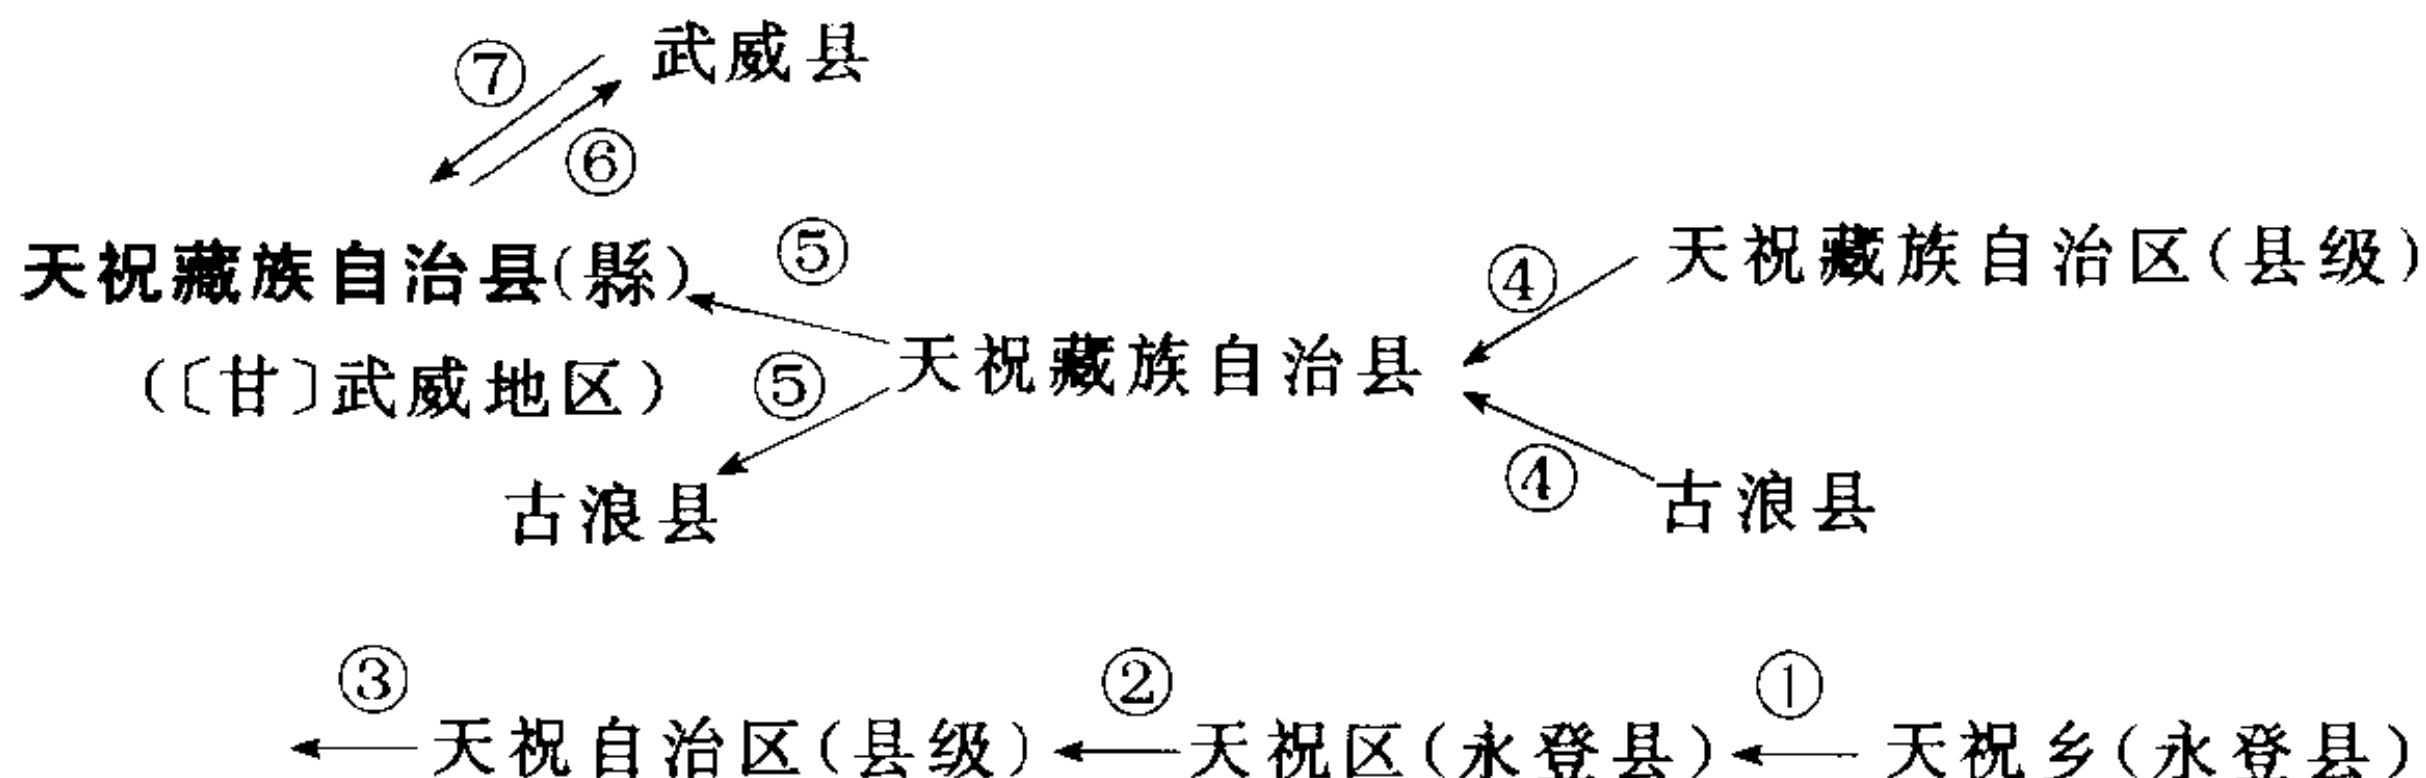 ⑦ 武威县
⑥
天祝藏族自治县(縣) ⑤ ④ 天祝藏族自治区(县级)
(〔甘〕武威地区) ⑤ 天祝藏族自治县
古浪县 ④ 古浪县
③ ② ①
天祝自治区(县级) 天祝区(永登县) 天祝乡(永登县)